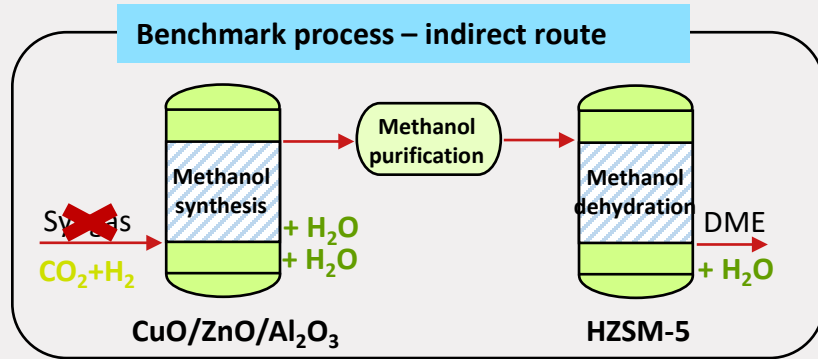 Benchmark process – indirect route
Methanol
synthesis
Methanol
purification
Methanol
dehydration
CO₂+H₂
+ H₂O
+ H₂O
DME
+ H₂O
CuO/ZnO/Al₂O₃
HZSM-5